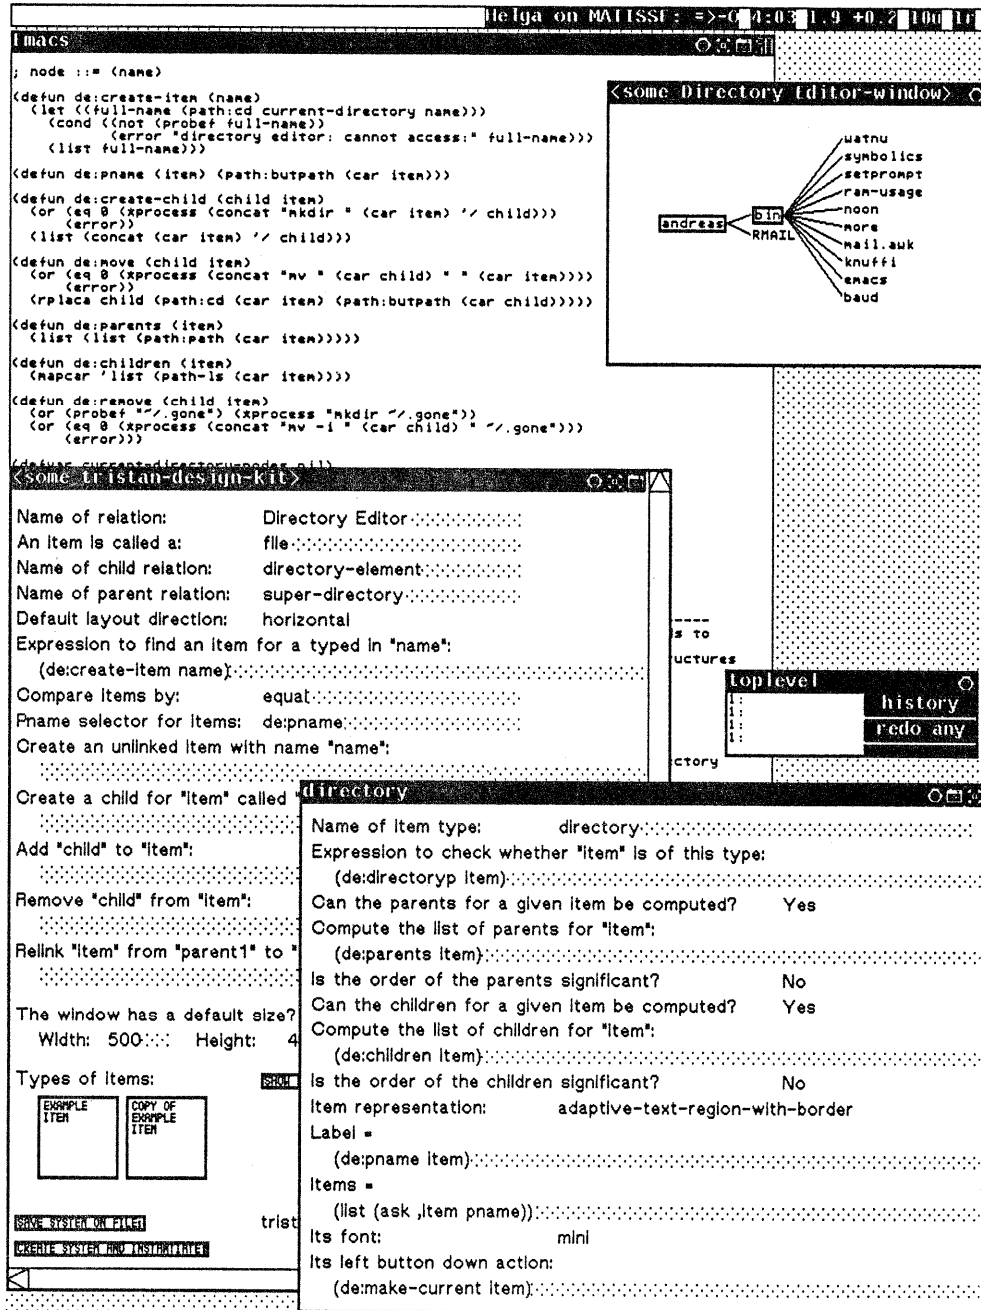 Helga on MATISSE: =>-C 4:03 1.9 +0.2 10u 1r
Emacs
; node ::= (name)
(defun de:create-item (name)
(let ((full-name (path:cd current-directory name)))
(cond ((not (probef full-name))
(error "directory editor: cannot access:" full-name)))
(list full-name)))
(defun de:pname (item) (path:butpath (car item)))
(defun de:create-child (child item)
(or (eq 0 (xprocess (concat "mkdir " (car item) '/ child)))
(error))
(list (concat (car item) '/ child)))
(defun de:move (child item)
(or (eq 0 (xprocess (concat "mv " (car child) " " (car item))))
(error))
(rplaca child (path:cd (car item) (path:butpath (car child)))))
(defun de:parents (item)
(list (list (path:path (car item)))))
(defun de:children (item)
(mapcar 'list (path-ls (car item))))
(defun de:remove (child item)
(or (probef "~/.gone") (xprocess "mkdir ~/.gone"))
(or (eq 0 (xprocess (concat "mv -i " (car child) " ~/.gone")))
(error)))
(defvar current-directory-node nil)
<some Directory Editor-window>
andreas
bin
RMAIL
watnu
symbolics
setprompt
ram-usage
noon
more
mail.awk
knuffi
emacs
baud
<some tristan-design-kit>
Name of relation: Directory Editor
An item is called a: file
Name of child relation: directory-element
Name of parent relation: super-directory
Default layout direction: horizontal
Expression to find an item for a typed in "name":
(de:create-item name)
Compare items by: equal
Pname selector for items: de:pname
Create an unlinked item with name "name":
Create a child for "item" called "
Add "child" to "item":
Remove "child" from "item":
Relink "item" from "parent1" to "
The window has a default size?
Width: 500 Height: 4
Types of items: SHOW
EXAMPLE
ITEM
COPY OF
EXAMPLE
ITEM
SAVE SYSTEM ON FILE: trist
CREATE SYSTEM AND INSTANTIATE:
s to
uctures
ctory
toplevel
1:
1:
1:
1:
history
redo any
directory
Name of item type: directory
Expression to check whether "item" is of this type:
(de:directoryp item)
Can the parents for a given item be computed? Yes
Compute the list of parents for "item":
(de:parents item)
Is the order of the parents significant? No
Can the children for a given item be computed? Yes
Compute the list of children for "item":
(de:children item)
Is the order of the children significant? No
Item representation: adaptive-text-region-with-border
Label =
(de:pname item)
Items =
(list (ask ,item pname))
Its font: mini
Its left button down action:
(de:make-current item)